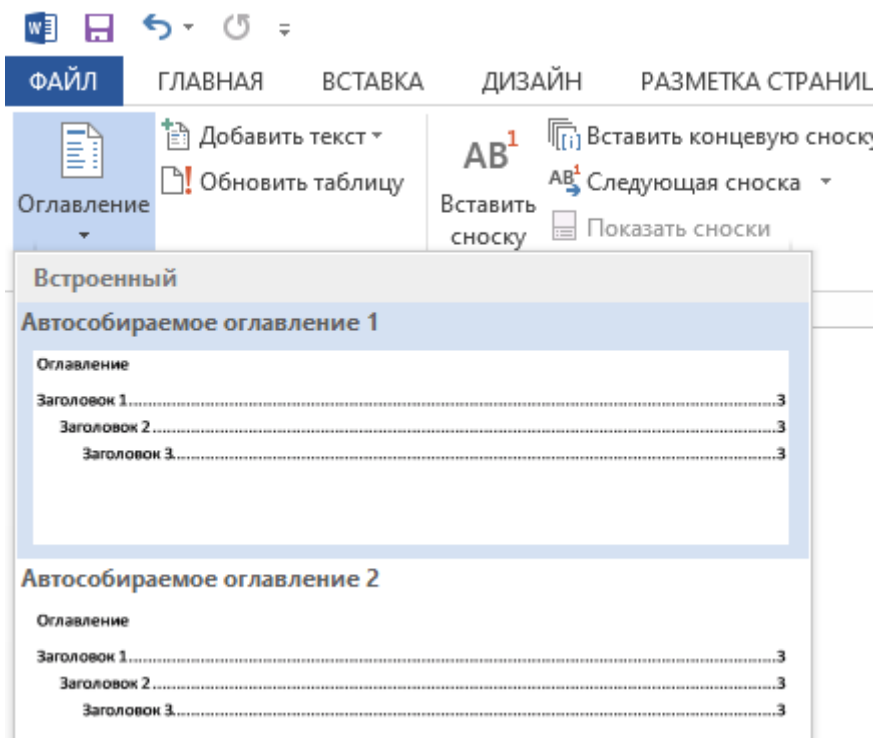 ФАЙЛ ГЛАВНАЯ ВСТАВКА ДИЗАЙН РАЗМЕТКА СТРАНИЦ
Оглавление
Добавить текст
Обновить таблицу
AB1
Вставить
сноску
[i] Вставить концевую сноску
AB1 Следующая сноска
Показать сноски
Встроенный
Автособираемое оглавление 1
Оглавление
Заголовок 1...3
Заголовок 2...3
Заголовок 3...3
Автособираемое оглавление 2
Оглавление
Заголовок 1...3
Заголовок 2...3
Заголовок 3...3